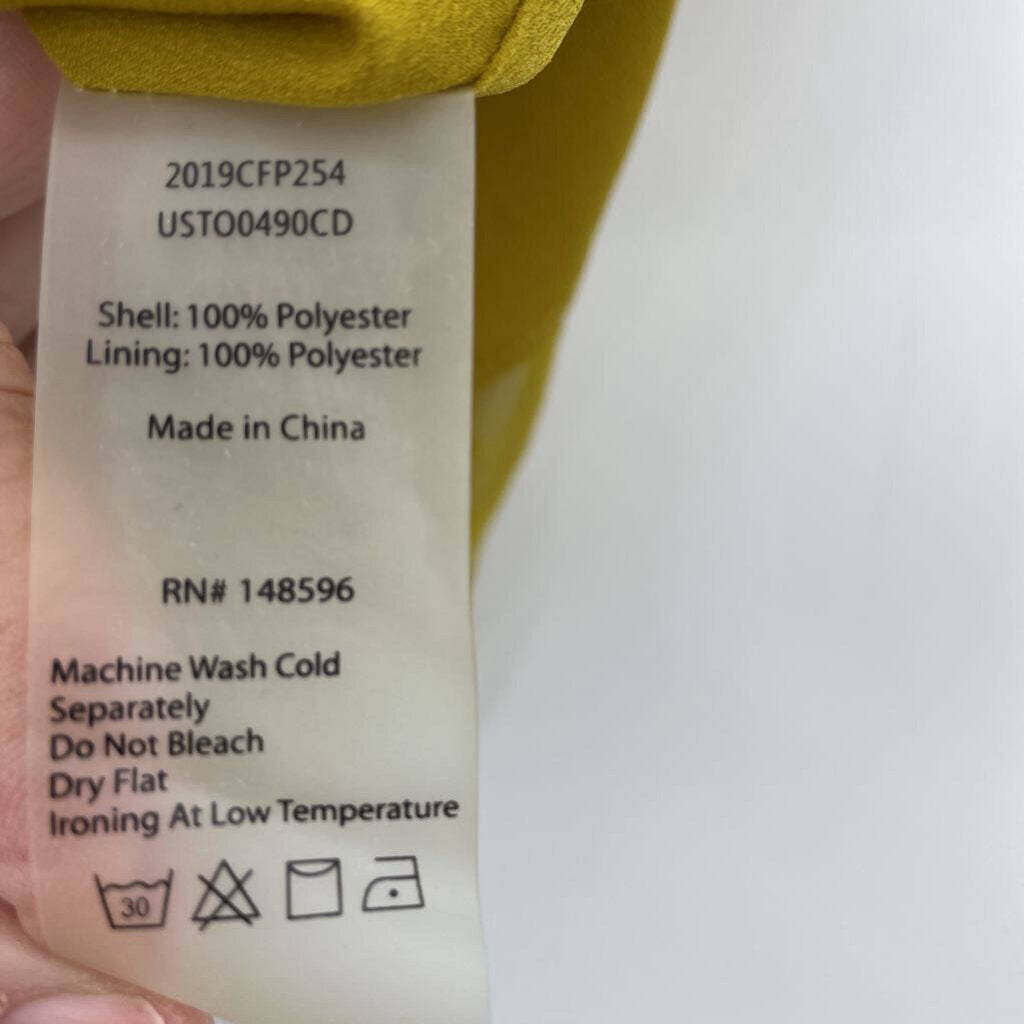 2019CFP254
USTO0490CD
Shell: 100% Polyester
Lining: 100% Polyester
Made in China
RN# 148596
Machine Wash Cold
Separately
Do Not Bleach
Dry Flat
Ironing At Low Temperature
30